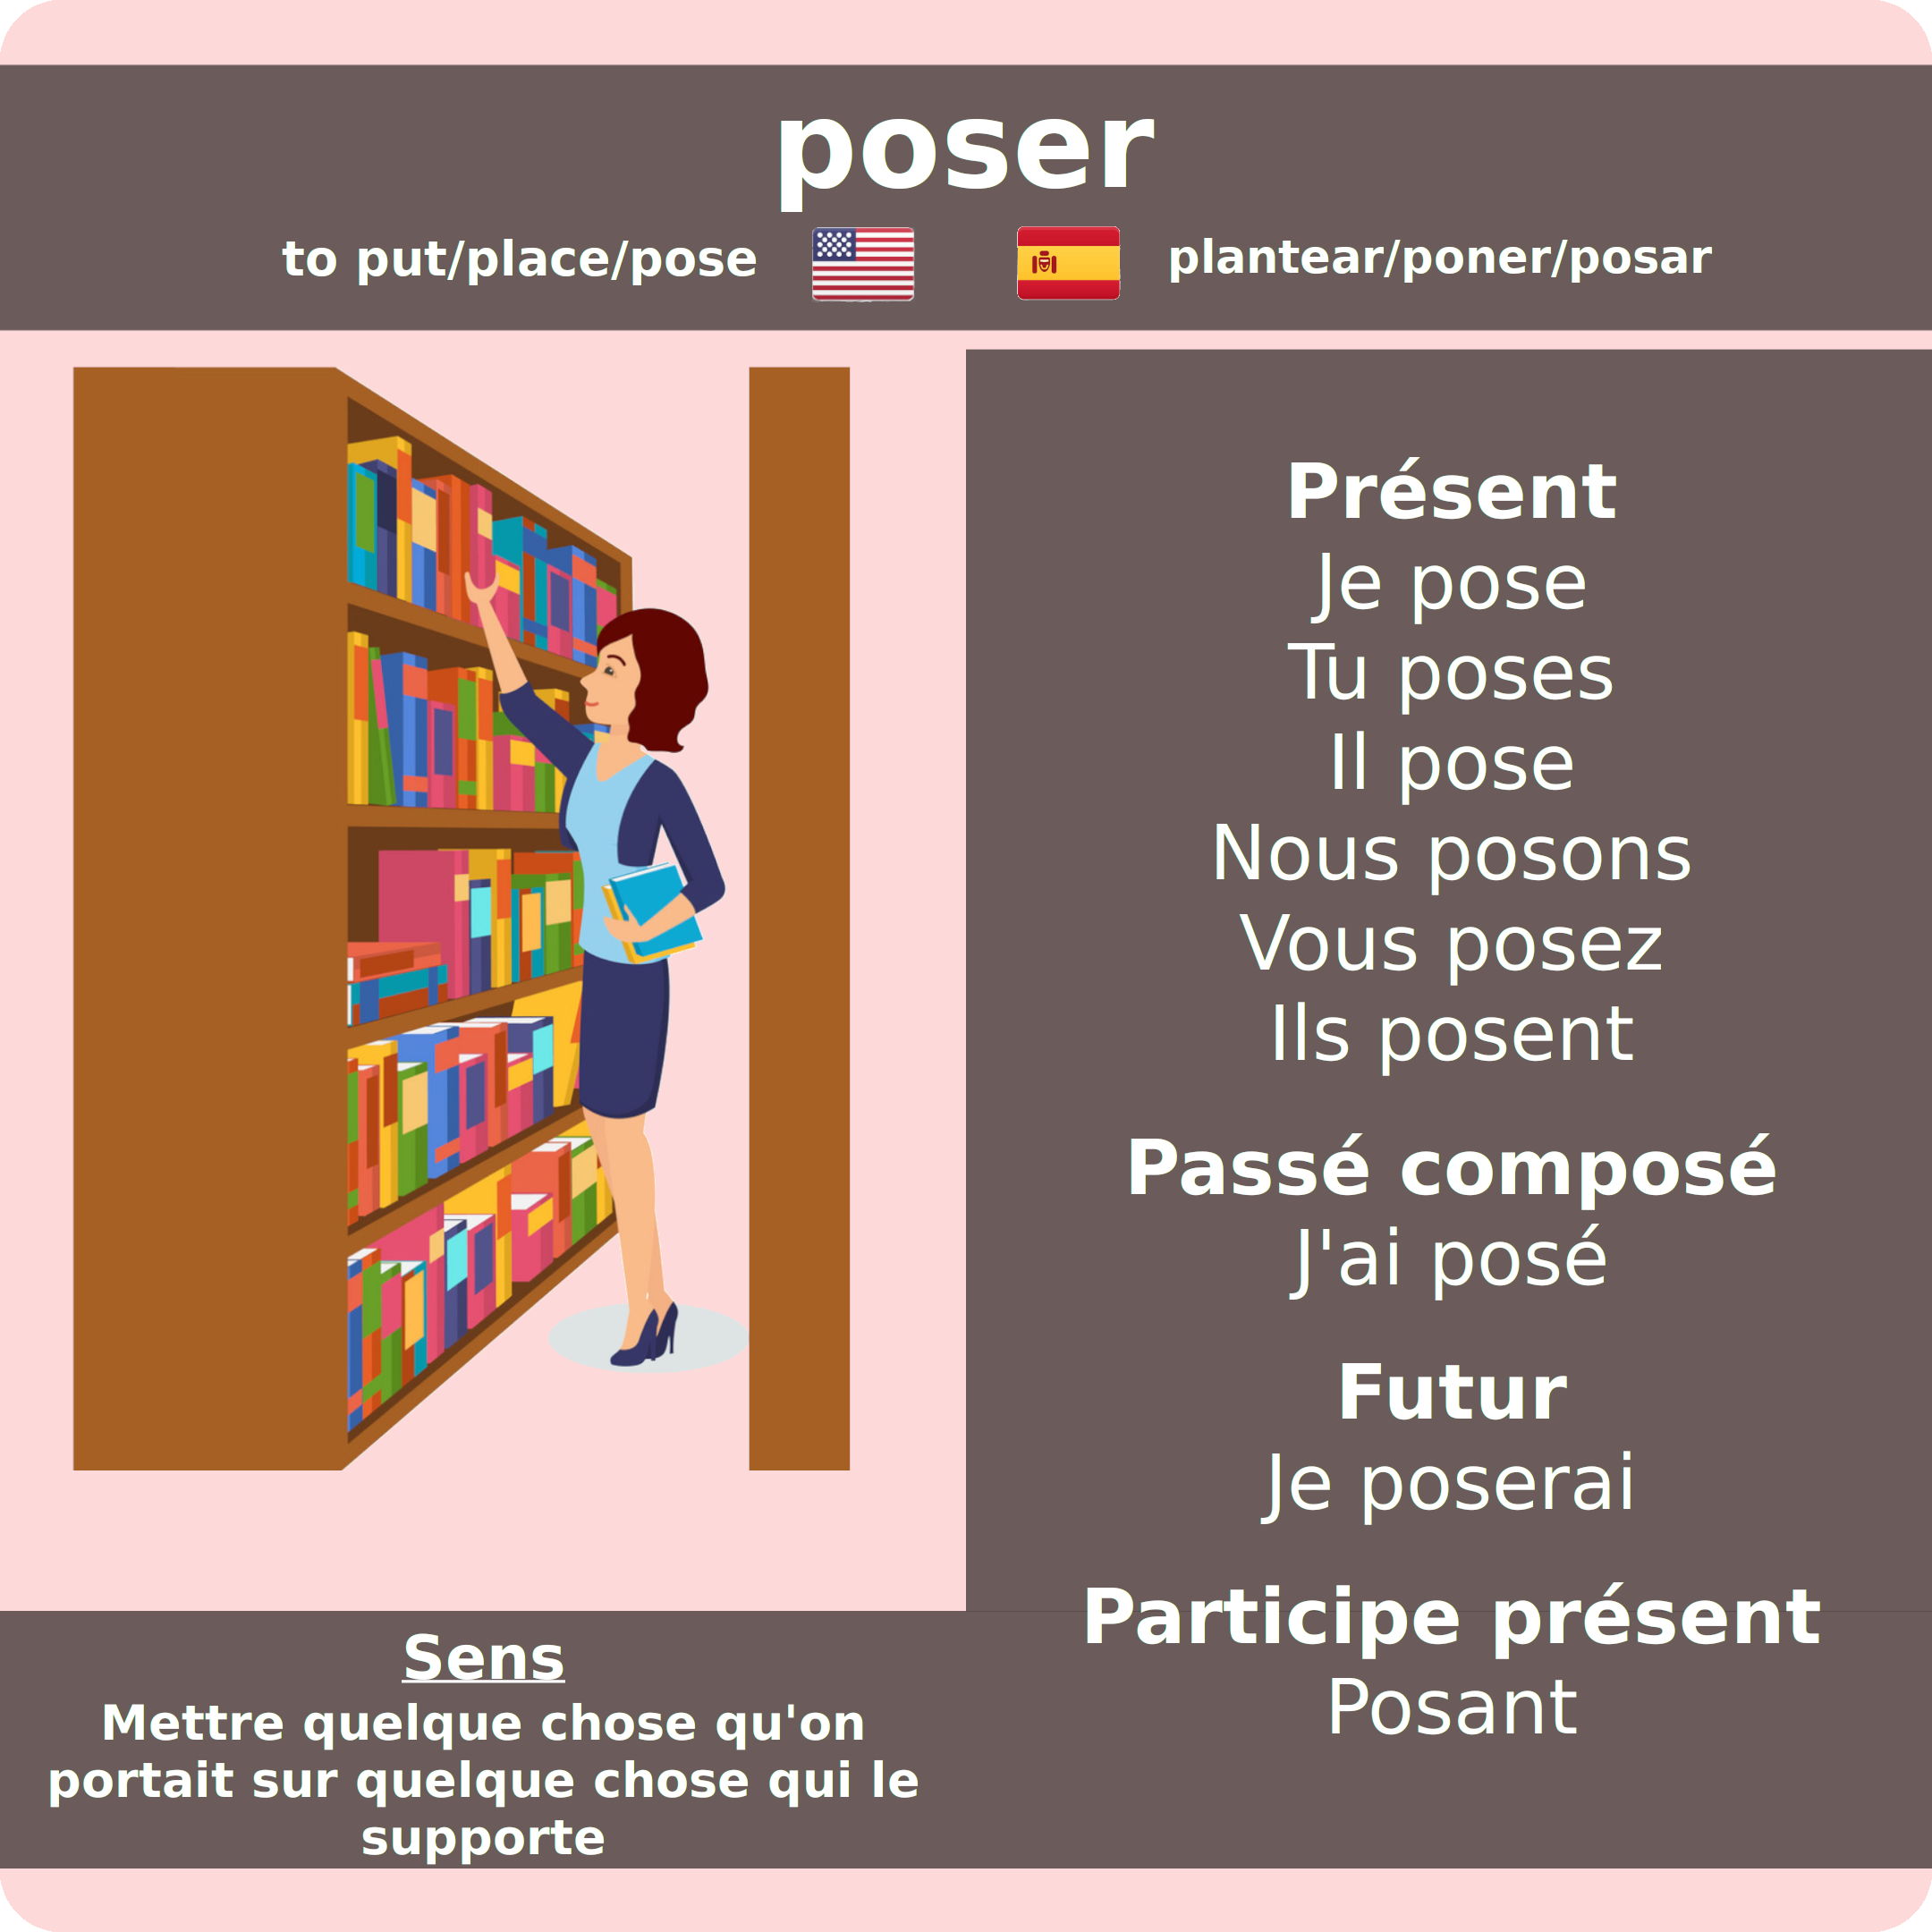 poser
to put/place/pose
plantear/poner/posar
Présent
Je pose
Tu poses
Il pose
Nous posons
Vous posez
Ils posent
Passé composé
J'ai posé
Futur
Je poserai
Participe présent
Posant
Sens
Mettre quelque chose qu'on
portait sur quelque chose qui le
supporte